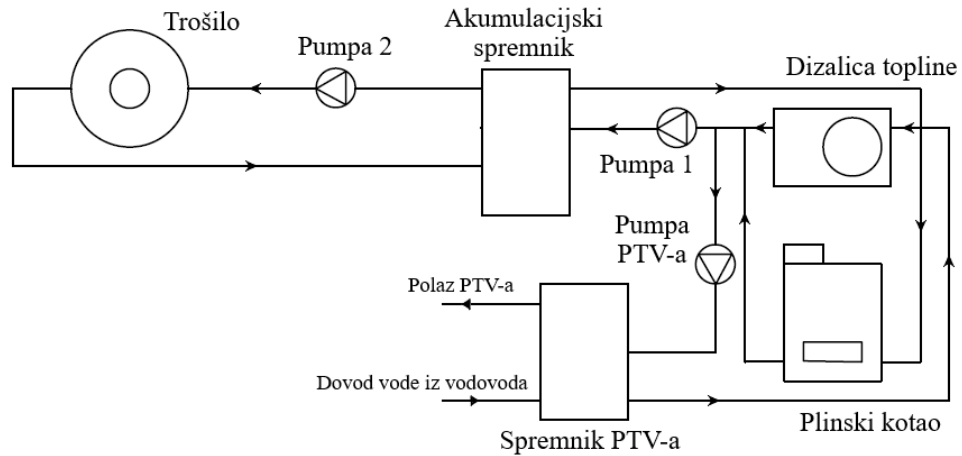 Trošilo
Pumpa 2
Akumulacijski
spremnik
Dizalica topline
Pumpa 1
Pumpa
PTV-a
Polaz PTV-a
Dovod vode iz vodovoda
Spremnik PTV-a
Plinski kotao